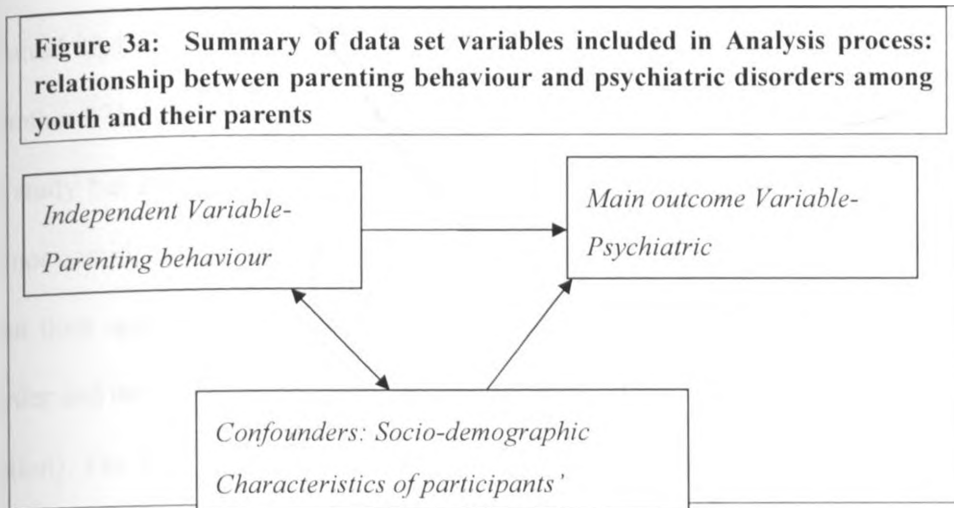 Figure 3a: Summary of data set variables included in Analysis process:
relationship between parenting behaviour and psychiatric disorders among
youth and their parents
Independent Variable-
Parenting behaviour
Main outcome Variable-
Psychiatric
Confounders: Socio-demographic
Characteristics of participants'